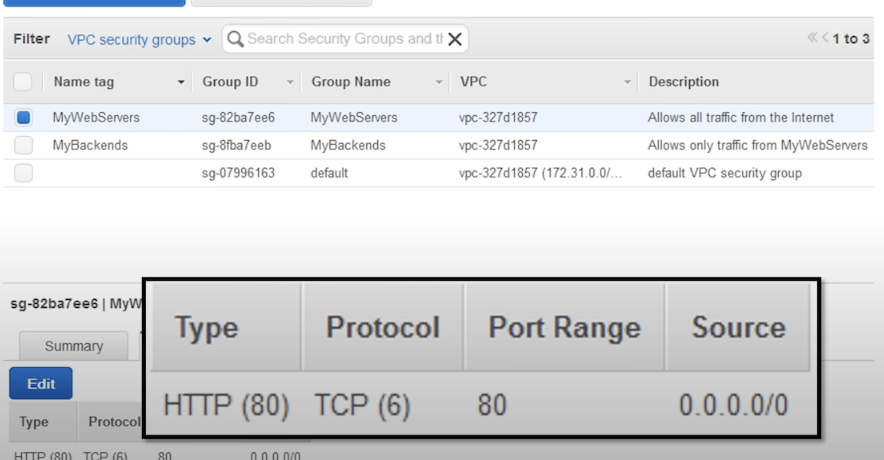 Filter VPC security groups Search Security Groups and th 1 to 3
Name tag Group ID Group Name VPC Description
MyWebServers sg-82ba7ee6 MyWebServers vpc-327d1857 Allows all traffic from the Internet
MyBackends sg-8fba7eeb MyBackends vpc-327d1857 Allows only traffic from MyWebServers
sg-07996163 default vpc-327d1857 (172.31.0.0/... default VPC security group
sg-82ba7ee6 | MyW
Summary
Edit
Type Protocol
HTTP (80) TCP (6) 80 0.0.0.0/0
Type Protocol Port Range Source
HTTP (80) TCP (6) 80 0.0.0.0/0